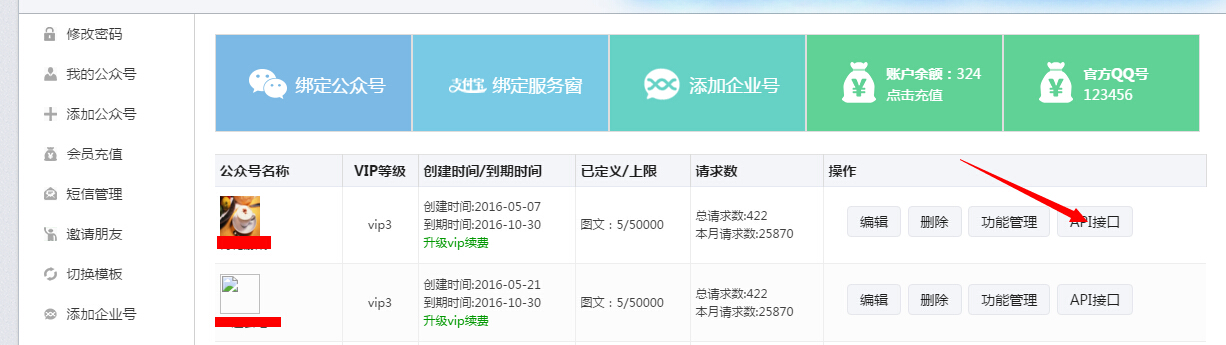 修改密码
我的公众号
添加公众号
会员充值
短信管理
邀请朋友
切换模板
添加企业号
绑定公众号
支付宝 绑定服务窗
添加企业号
账户余额：324
点击充值
官方QQ号
123456
公众号名称 VIP等级 创建时间/到期时间 已定义/上限 请求数 操作
vip3
创建时间:2016-05-07
到期时间:2016-10-30
升级vip续费
图文：5/50000
总请求数:422
本月请求数:25870
编辑 删除 功能管理 API接口
vip3
创建时间:2016-05-21
到期时间:2016-10-30
升级vip续费
图文：5/50000
总请求数:422
本月请求数:25870
编辑 删除 功能管理 API接口